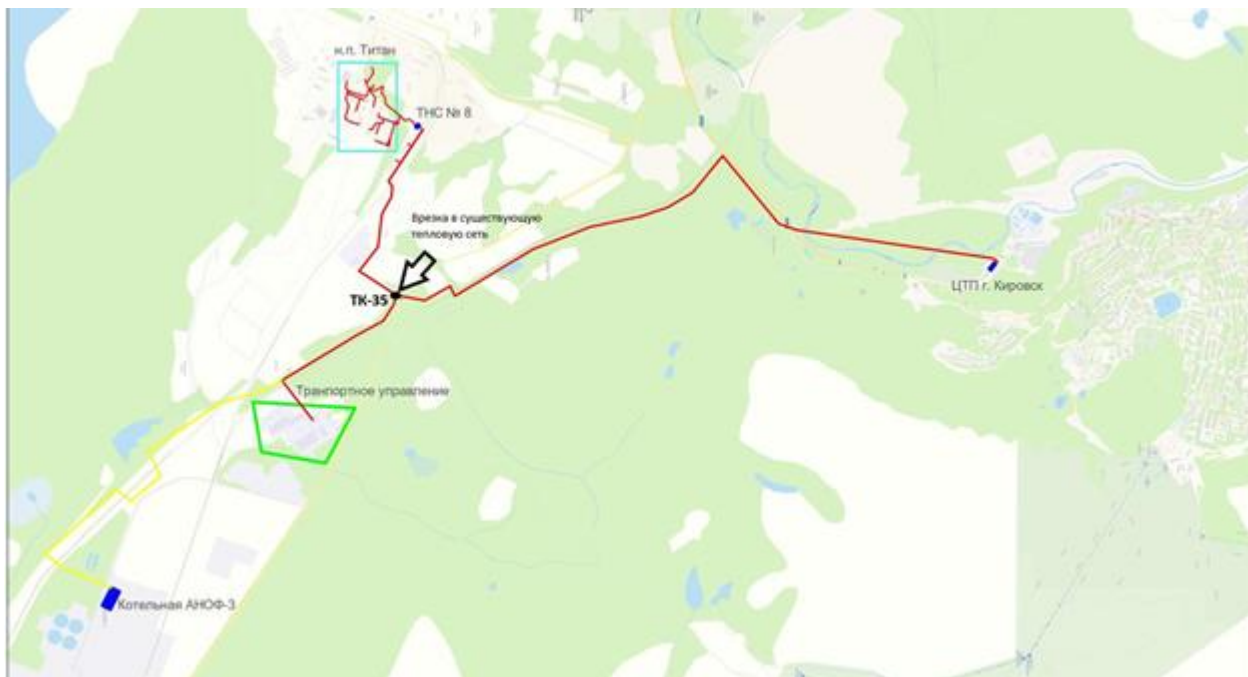 н.п. Титан
ТНС № 8
Врезка в существующую
тепловую сеть
ЦТП г. Кировск
ТК-35
Транпортное управление
Котельная АНОФ-3